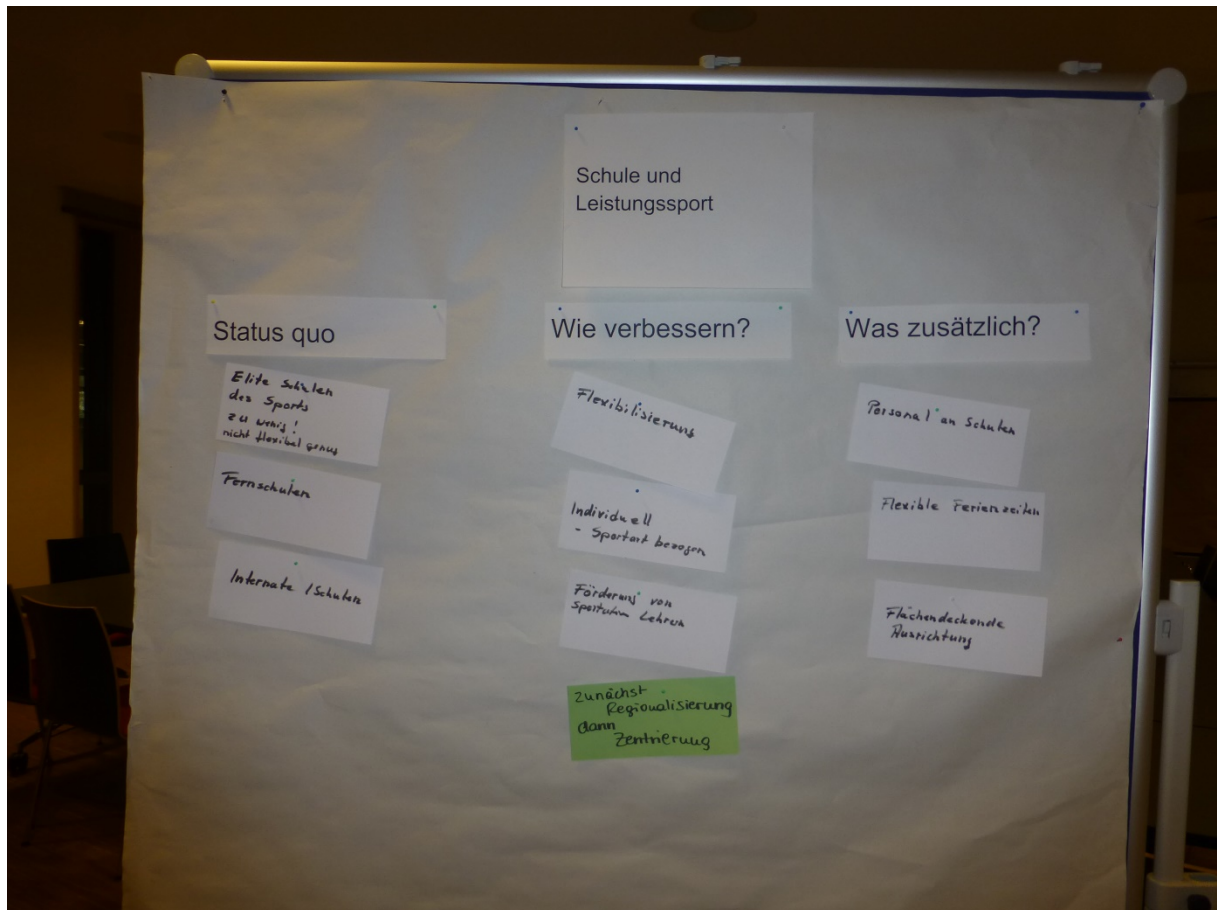 Schule und
Leistungssport
Status quo
Elite Schulen
des Sports
zu wenig!
nicht flexibel genug
Fernschulen
Internate / Schulen
Wie verbessern?
Flexibilisierung
Individuell
- Sportart bezogen
Förderung von
Lehrern
zunächst
Regionalisierung
dann
Zentrierung
Was zusätzlich?
Personal an Schulen
Flexible Ferienzeiten
Flächendeckende
Ausrichtung